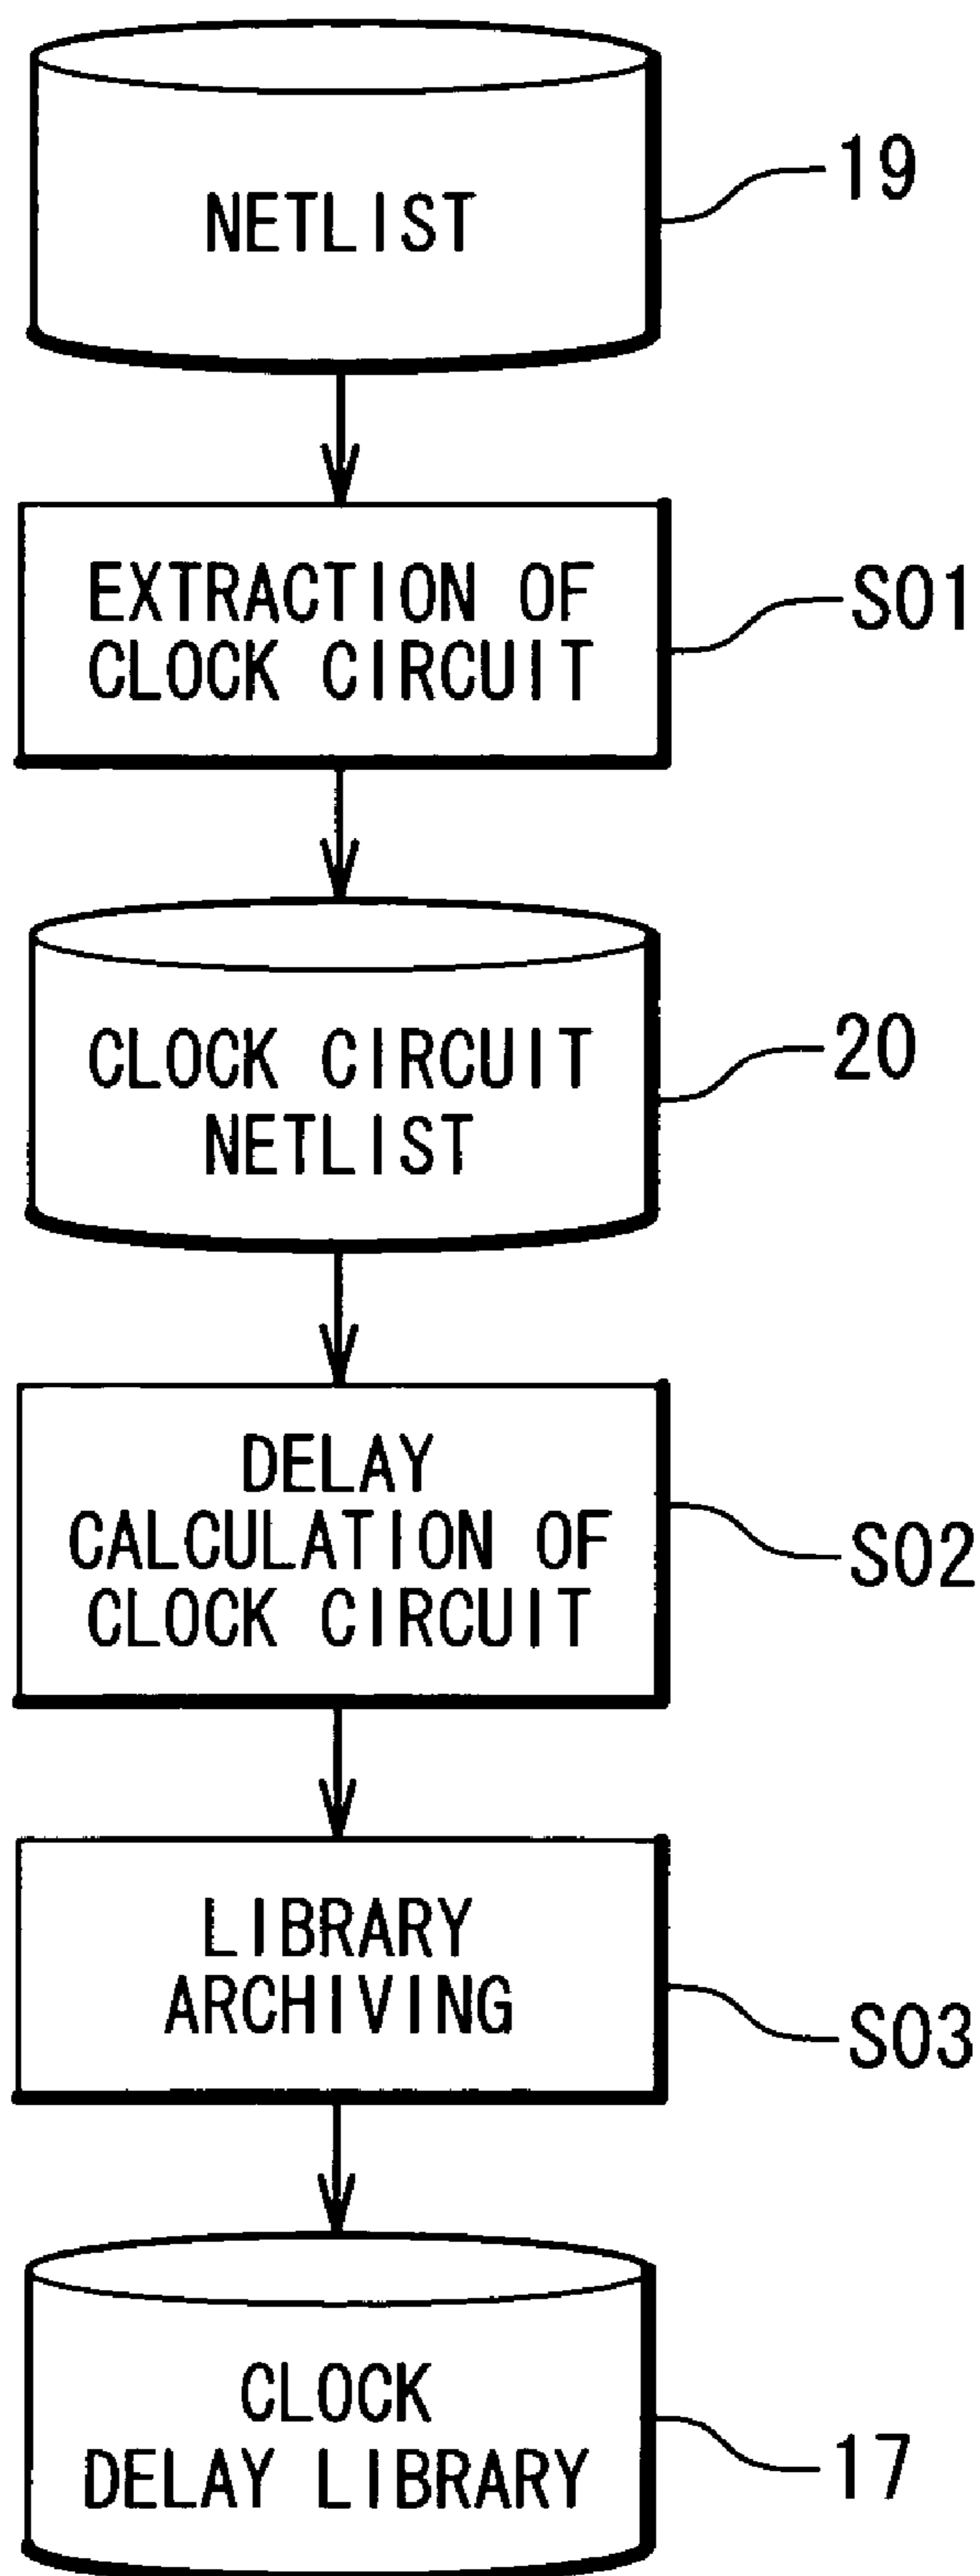 NETLIST
19
EXTRACTION OF
CLOCK CIRCUIT
S01
CLOCK CIRCUIT
NETLIST
20
DELAY
CALCULATION OF
CLOCK CIRCUIT
S02
LIBRARY
ARCHIVING
S03
CLOCK
DELAY LIBRARY
17